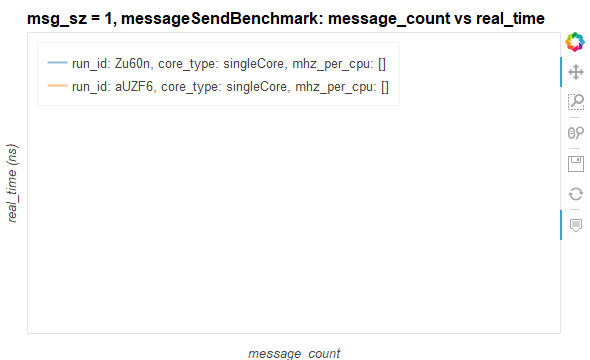 msg_sz = 1, messageSendBenchmark: message_count vs real_time
run_id: Zu60n, core_type: singleCore, mhz_per_cpu: []
run_id: aUZF6, core_type: singleCore, mhz_per_cpu: []
real_time (ns)
message_count